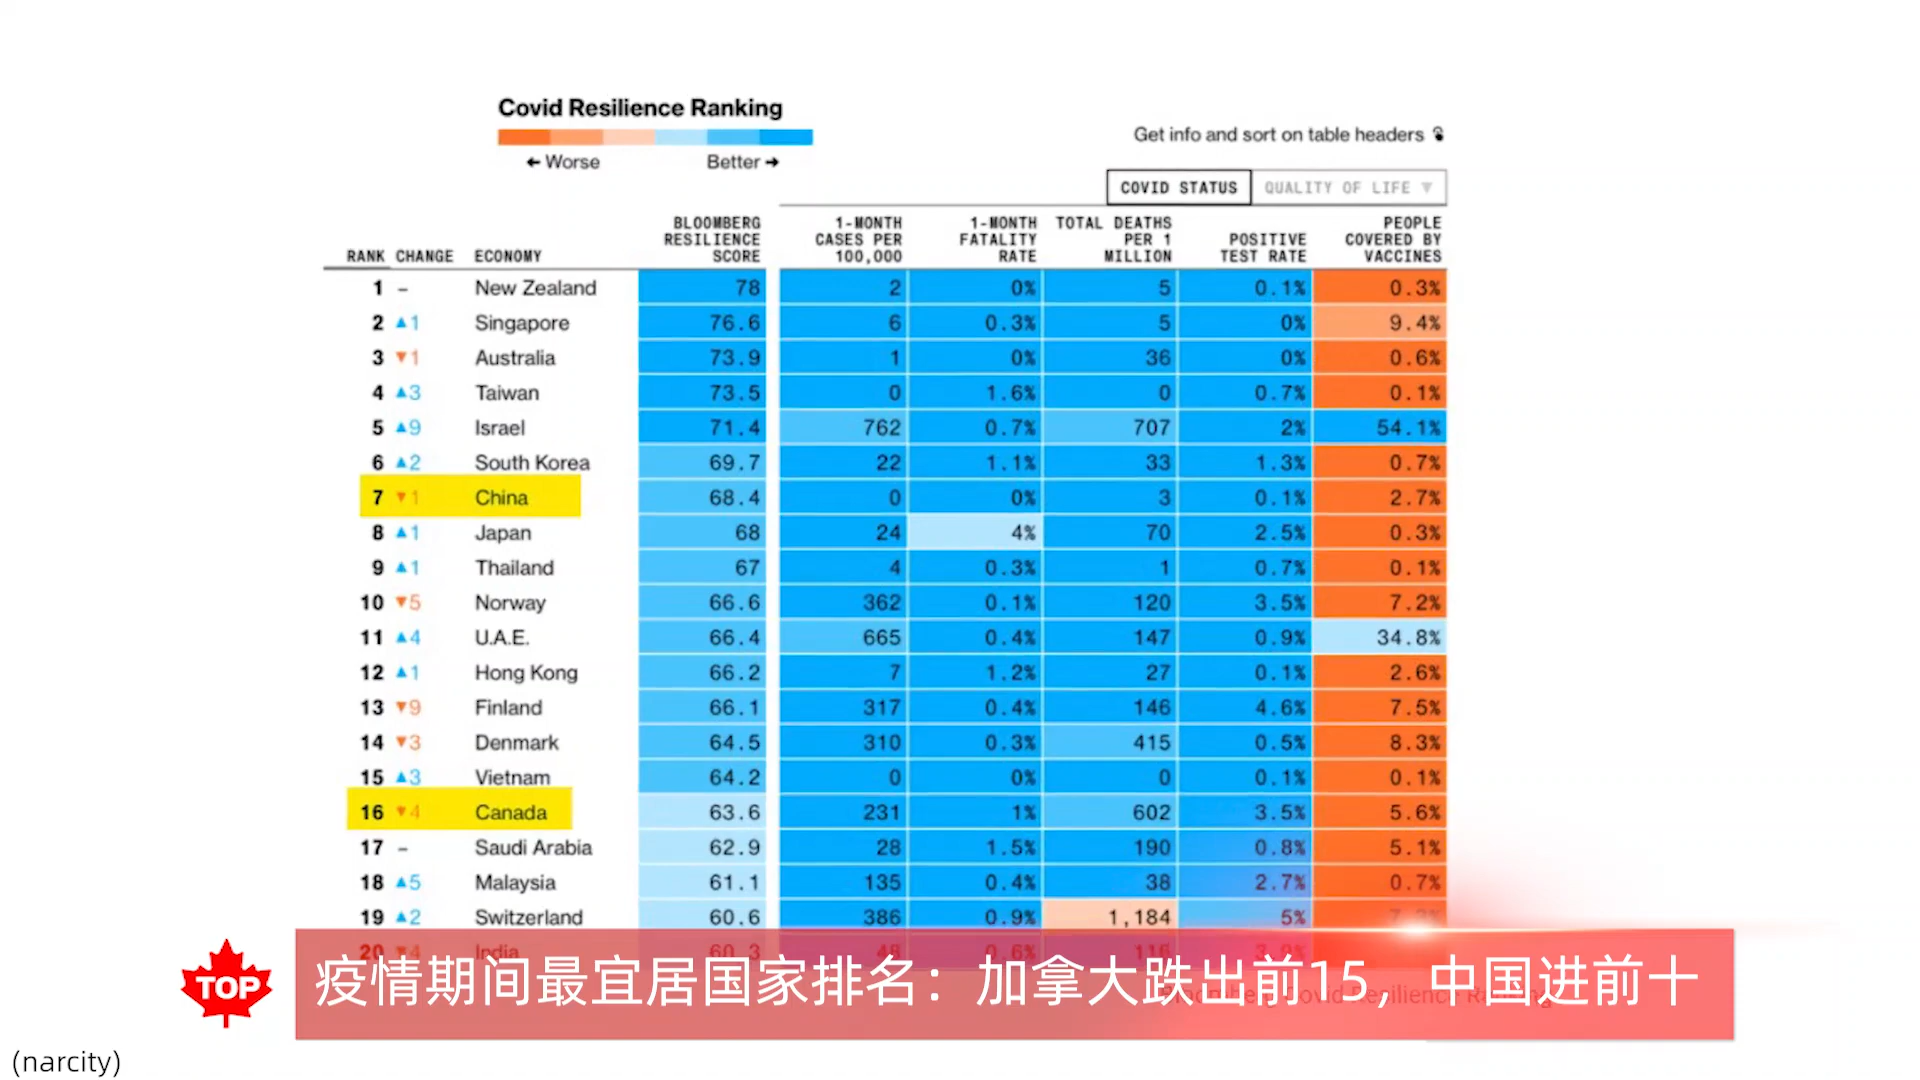 Covid Resilience Ranking
← Worse Better →
Get info and sort on table headers
COVID STATUS QUALITY OF LIFE ▼
RANK CHANGE ECONOMY BLOOMBERG RESILIENCE SCORE 1-MONTH CASES PER 100,000 1-MONTH FATALITY RATE TOTAL DEATHS PER 1 MILLION POSITIVE TEST RATE PEOPLE COVERED BY VACCINES
1 – New Zealand 78 2 0% 5 0.1% 0.3%
2 ▲1 Singapore 76.6 6 0.3% 5 0% 9.4%
3 ▼1 Australia 73.9 1 0% 36 0% 0.6%
4 ▲3 Taiwan 73.5 0 1.6% 0 0.7% 0.1%
5 ▲9 Israel 71.4 762 0.7% 707 2% 54.1%
6 ▲2 South Korea 69.7 22 1.1% 33 1.3% 0.7%
7 ▼1 China 68.4 0 0% 3 0.1% 2.7%
8 ▲1 Japan 68 24 4% 70 2.5% 0.3%
9 ▲1 Thailand 67 4 0.3% 1 0.7% 0.1%
10 ▼5 Norway 66.6 362 0.1% 120 3.5% 7.2%
11 ▲4 U.A.E. 66.4 665 0.4% 147 0.9% 34.8%
12 ▲1 Hong Kong 66.2 7 1.2% 27 0.1% 2.6%
13 ▼9 Finland 66.1 317 0.4% 146 4.6% 7.5%
14 ▼3 Denmark 64.5 310 0.3% 415 0.5% 8.3%
15 ▲3 Vietnam 64.2 0 0% 0 0.1% 0.1%
16 ▼4 Canada 63.6 231 1% 602 3.5% 5.6%
17 – Saudi Arabia 62.9 28 1.5% 190 0.8% 5.1%
18 ▲5 Malaysia 61.1 135 0.4% 38 2.7% 0.7%
19 ▲2 Switzerland 60.6 386 0.9% 1,184 5%
20 ▼4 India 60.3 48 0.6% 116
TOP 疫情期间最宜居国家排名：加拿大跌出前15，中国进前十
Covid Resilience Ranking
(narcity)